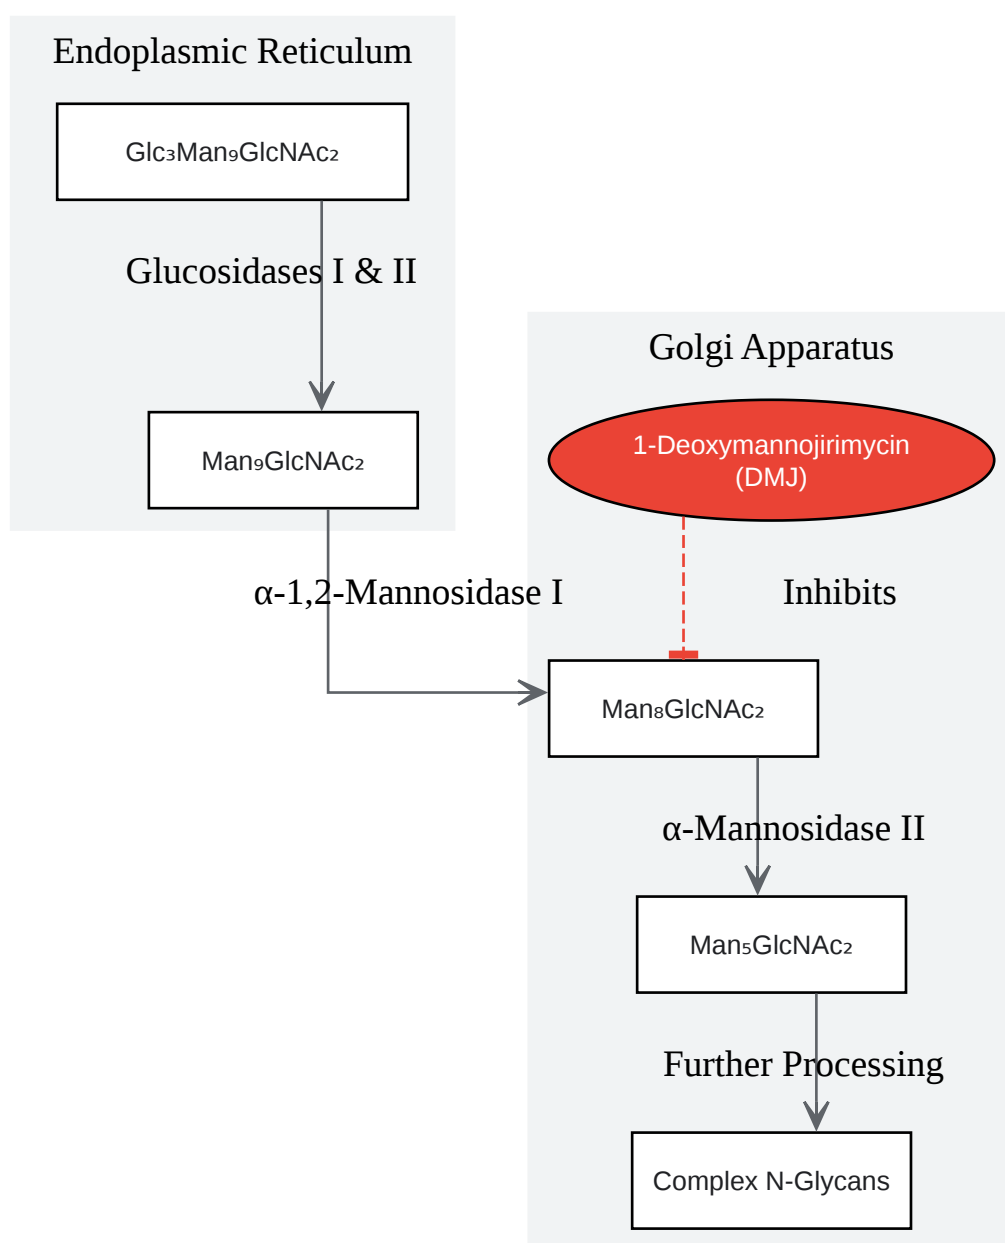 Endoplasmic Reticulum
Glc₃Man₉GlcNAc₂
Glucosidases I & II
Man₉GlcNAc₂
Golgi Apparatus
1-Deoxymannojirimycin
(DMJ)
α-1,2-Mannosidase I
Inhibits
Man₈GlcNAc₂
α-Mannosidase II
Man₅GlcNAc₂
Further Processing
Complex N-Glycans